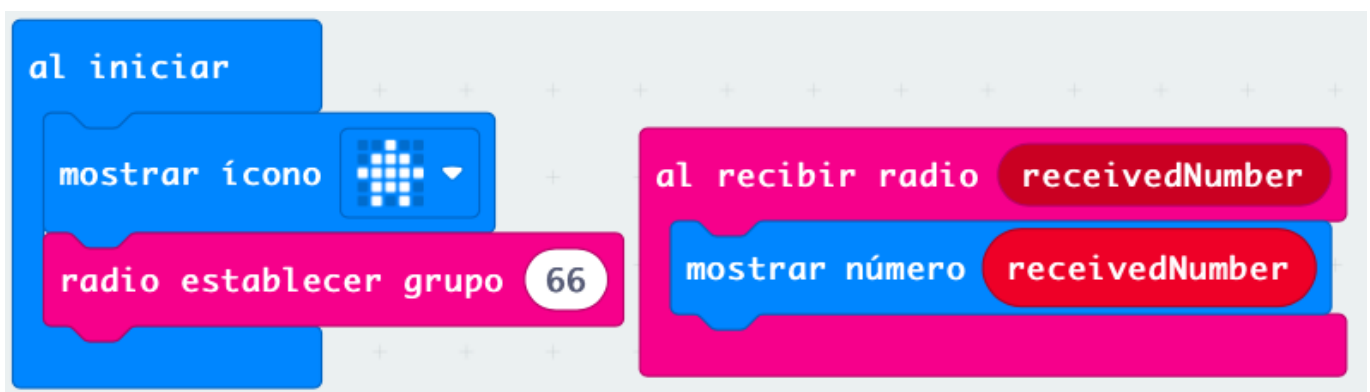 al iniciar
mostrar ícono
radio establecer grupo 66
al recibir radio receivedNumber
mostrar número receivedNumber